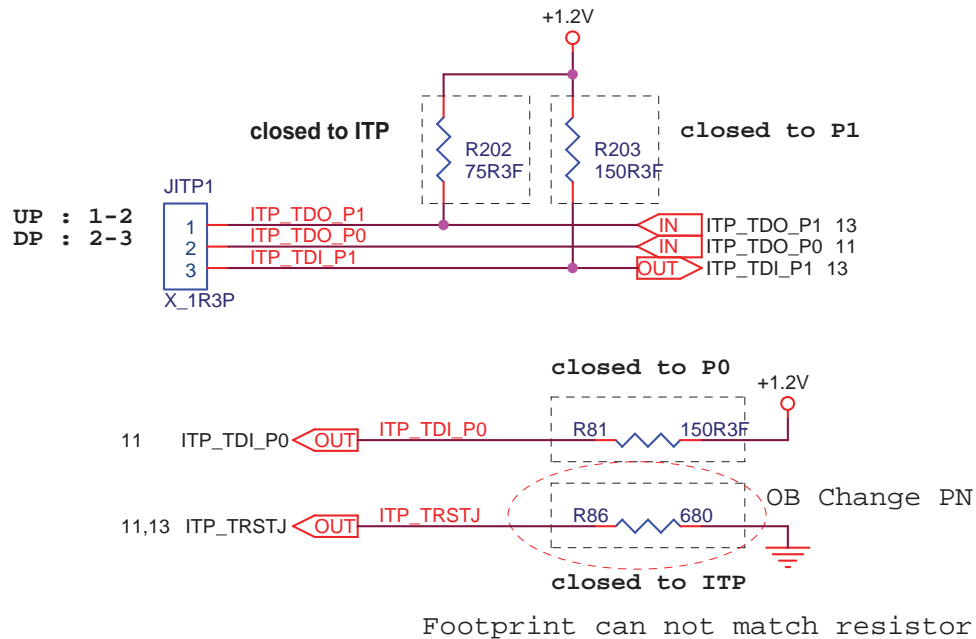 +1.2V
closed to ITP
closed to P1
R202
75R3F
R203
150R3F
JITP1
UP : 1-2
DP : 2-3
1
2
3
X_1R3P
ITP_TDO_P1
ITP_TDO_P0
ITP_TDI_P1
IN ITP_TDO_P1 13
IN ITP_TDO_P0 11
OUT ITP_TDI_P1 13
closed to P0
+1.2V
11 ITP_TDI_P0 OUT ITP_TDI_P0 R81 150R3F
OB Change PN
11,13 ITP_TRSTJ OUT ITP_TRSTJ R86 680
closed to ITP
Footprint can not match resistor